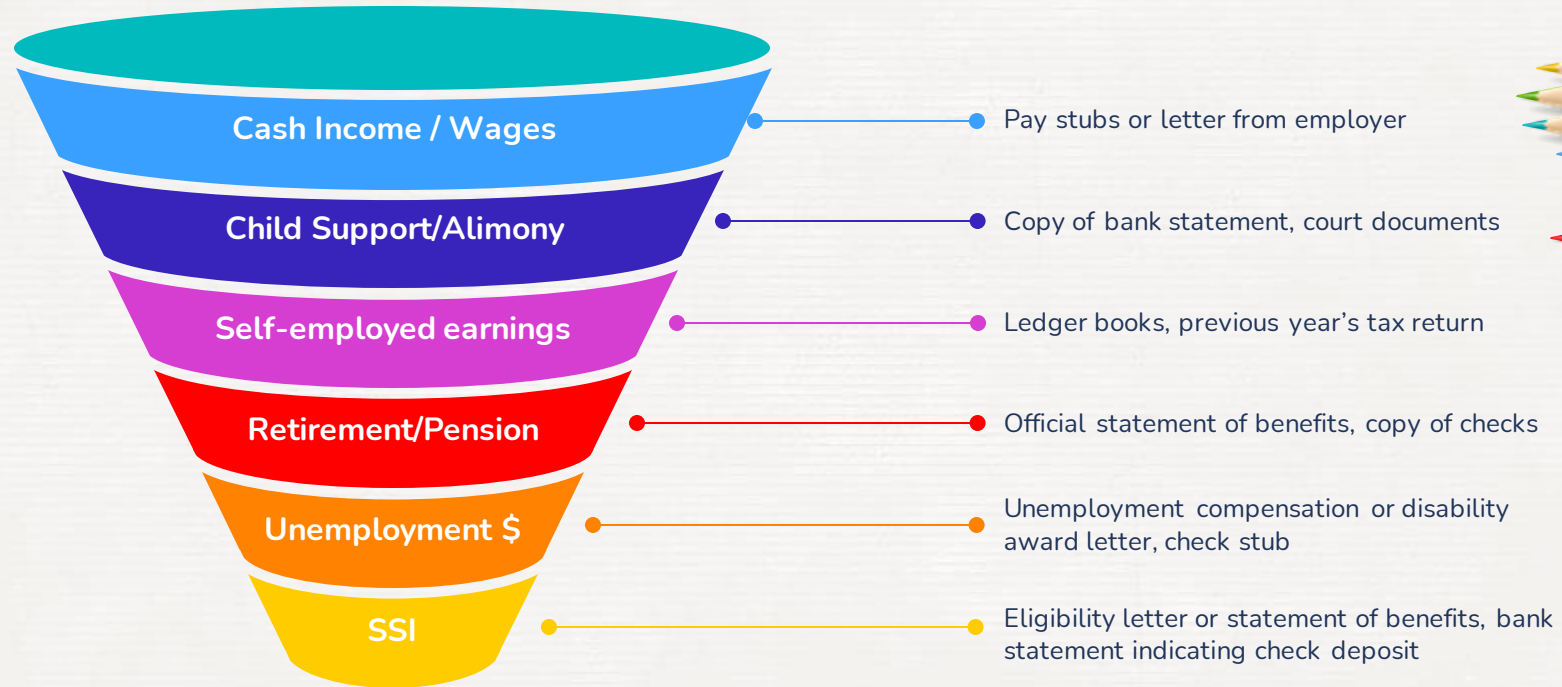 Cash Income / Wages
Pay stubs or letter from employer
Child Support/Alimony
Copy of bank statement, court documents
Self-employed earnings
Ledger books, previous year’s tax return
Retirement/Pension
Official statement of benefits, copy of checks
Unemployment $
Unemployment compensation or disability
award letter, check stub
SSI
Eligibility letter or statement of benefits, bank
statement indicating check deposit